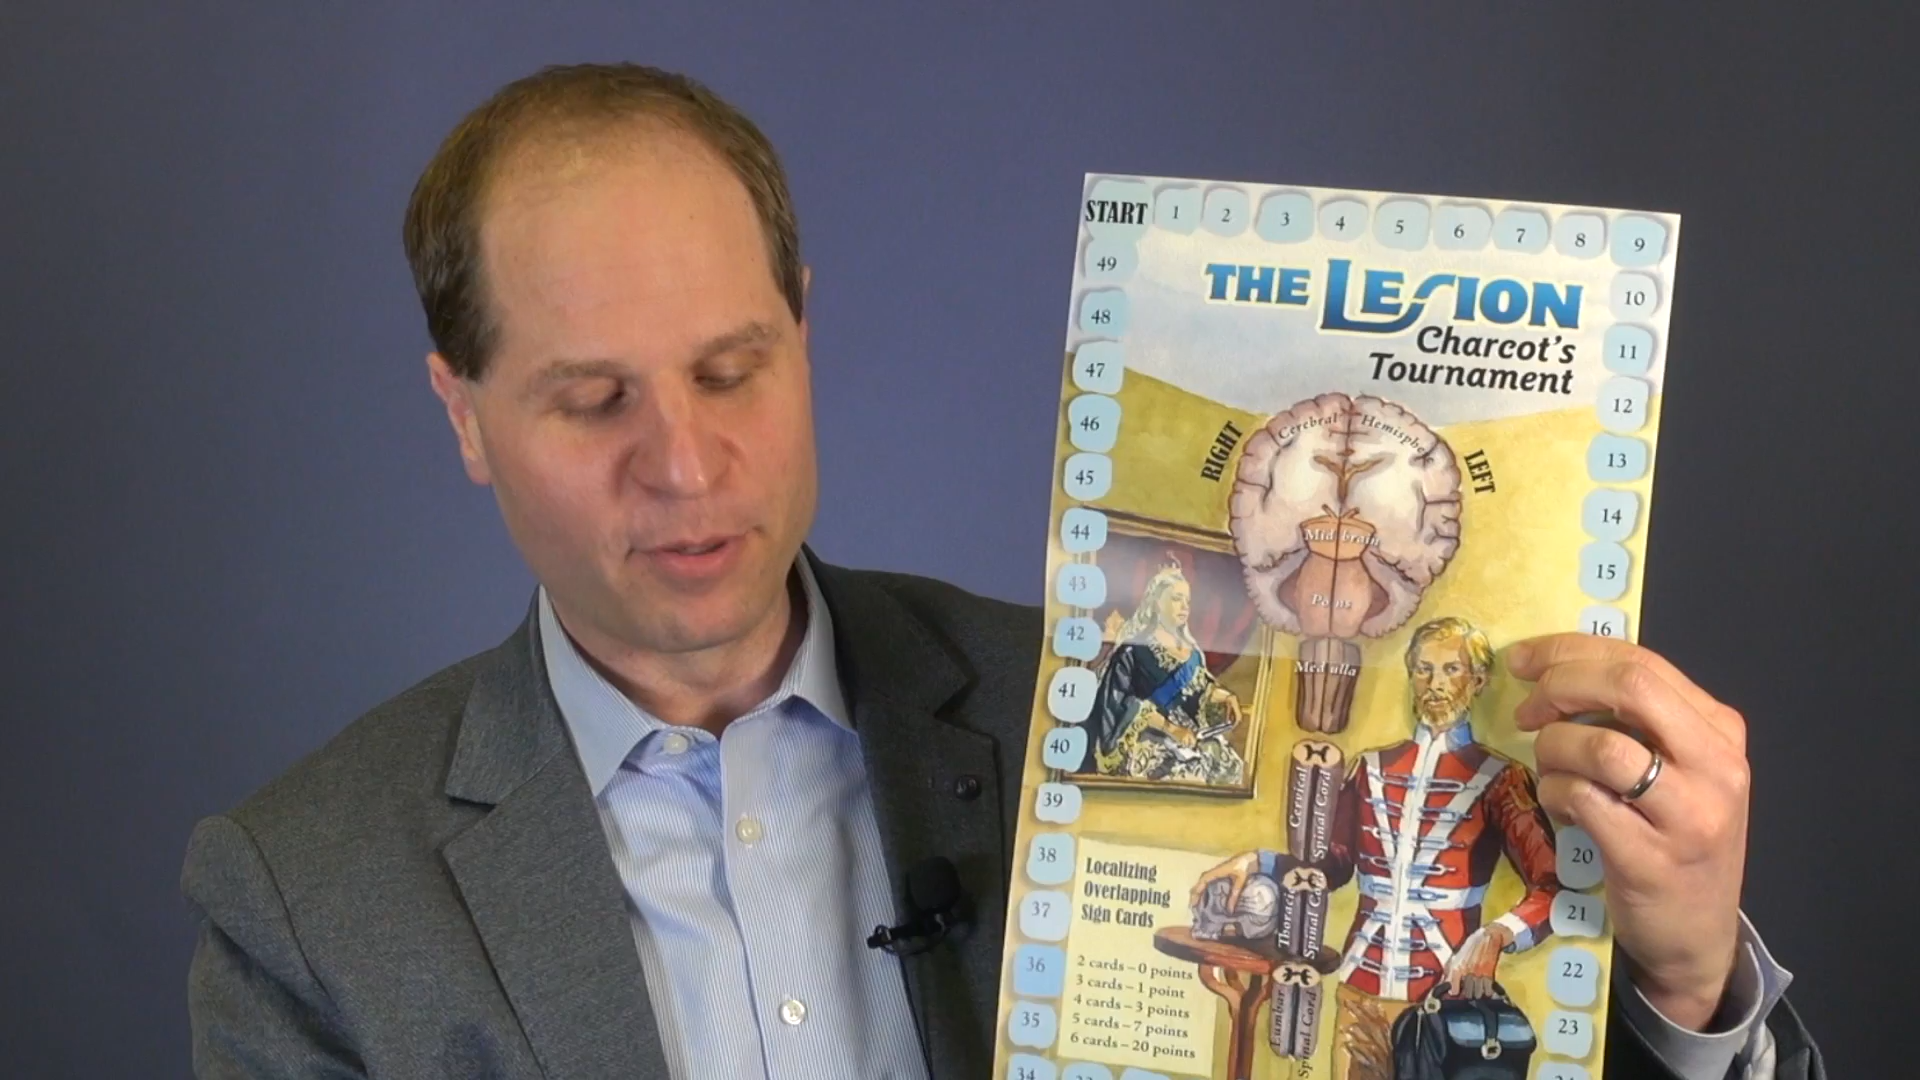 START 1 2 3 4 5 6 7 8 9
49
10
48
11
47
12
46
13
45
14
44
15
43
16
42
41
40
39
38
20
37
21
36
22
35
23
34
THE LESION
Charcot's
Tournament
RIGHT
LEFT
Cerebral Hemisphere
Midbrain
Pons
Medulla
Cervical
Spinal Cord
Thoracic
Spinal Cord
Lumbar
Spinal Cord
Localizing
Overlapping
Sign Cards
2 cards – 0 points
3 cards – 1 point
4 cards – 3 points
5 cards – 7 points
6 cards – 20 points